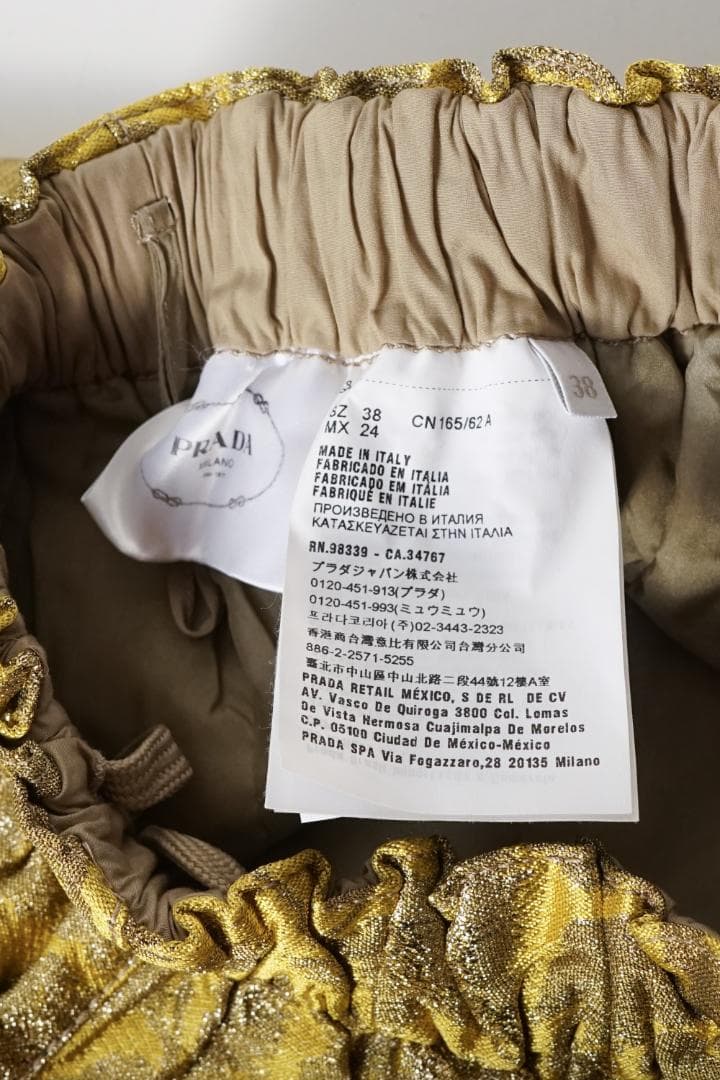 PRADA
MILANO
38
SZ 38 CN165/62A
MX 24
MADE IN ITALY
FABRICADO EN ITALIA
FABRICADO EM ITÁLIA
FABRIQUÉ EN ITALIE
ПРОИЗВЕДЕНО В ИТАЛИЯ
ΚΑΤΑΣΚΕΥΑΖΕΤΑΙ ΣΤΗΝ ΙΤΑΛΙΑ
RN.98339 - CA.34767
プラダジャパン株式会社
0120-451-913(プラダ)
0120-451-993(ミュウミュウ)
프라다코리아(주)02-3443-2323
香港商台灣意比有限公司台灣分公司
886-2-2571-5255
臺北市中山區中山北路二段44號12樓A室
PRADA RETAIL MÉXICO, S DE RL DE CV
AV. Vasco De Quiroga 3800 Col. Lomas
De Vista Hermosa Cuajimalpa De Morelos
C.P. 05100 Ciudad De México-México
PRADA SPA Via Fogazzaro,28 20135 Milano